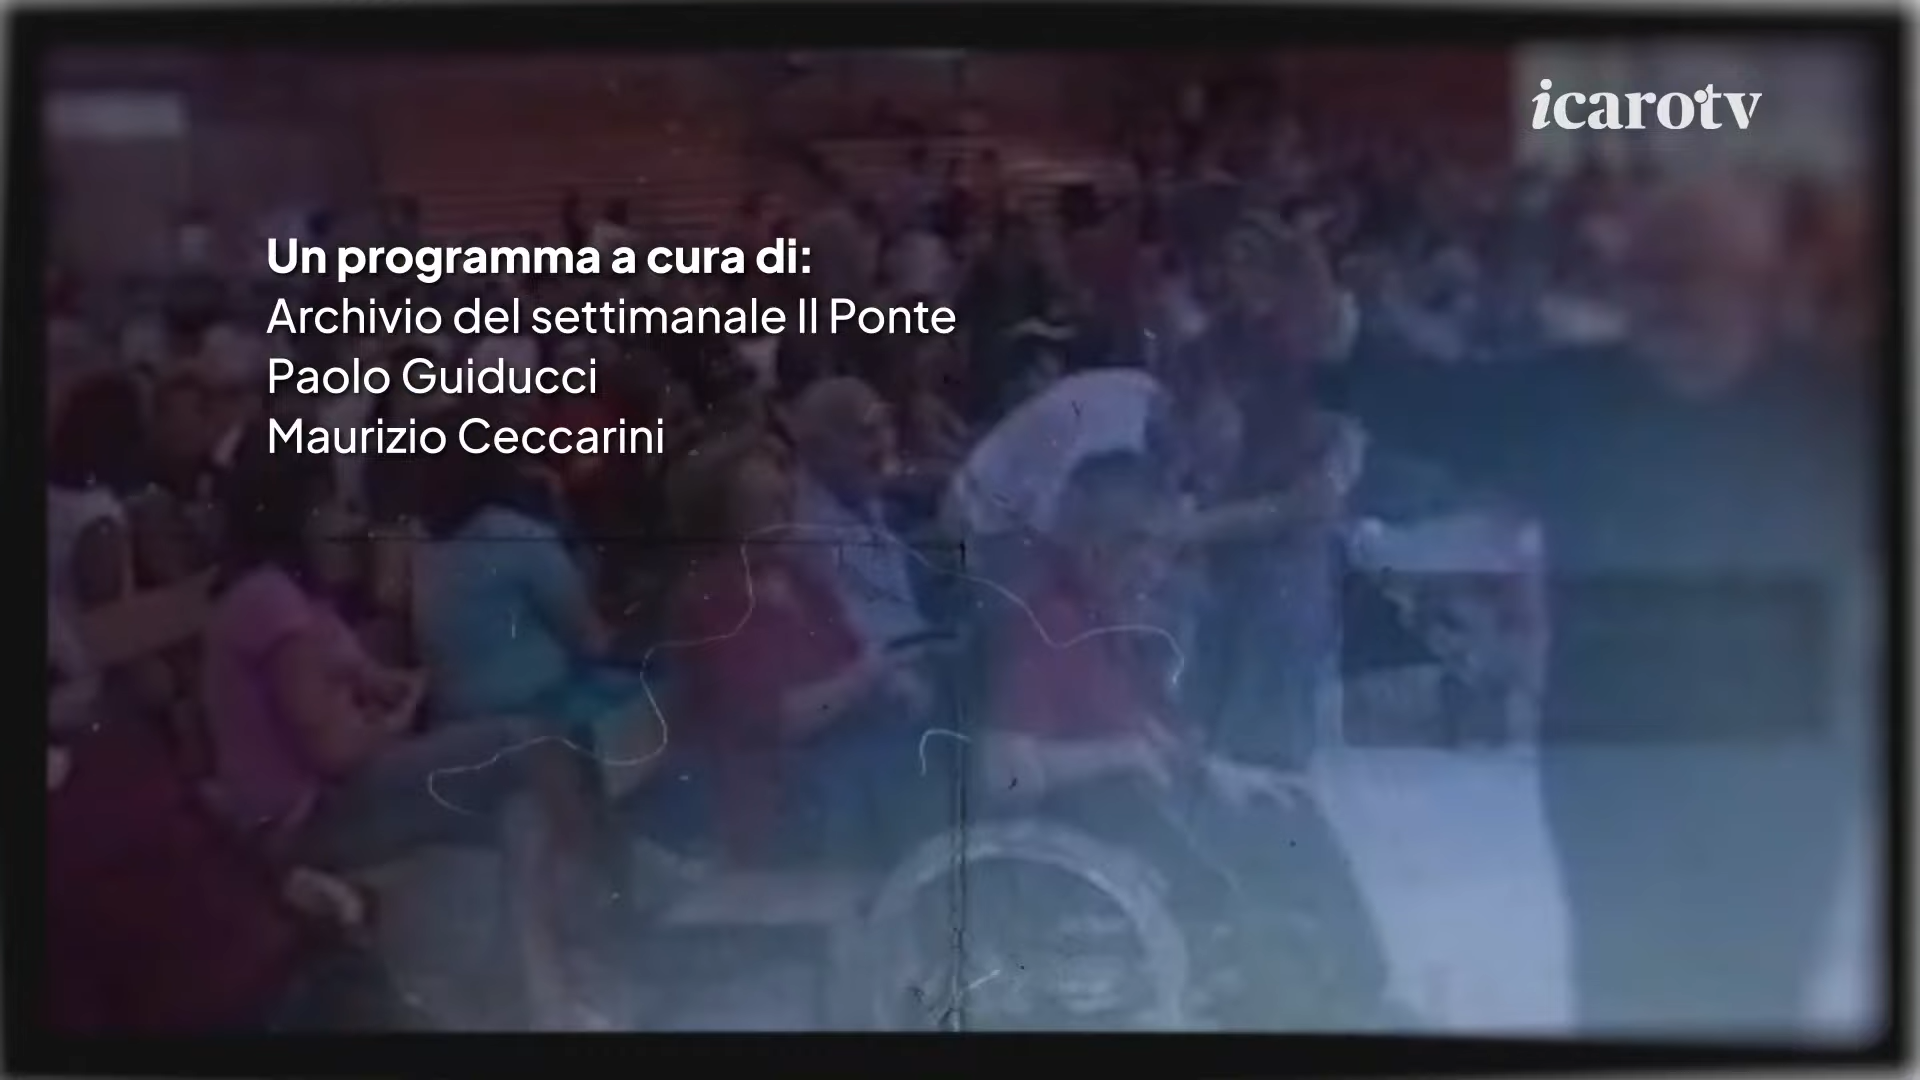 icarotv
Un programma a cura di:
Archivio del settimanale Il Ponte
Paolo Guiducci
Maurizio Ceccarini